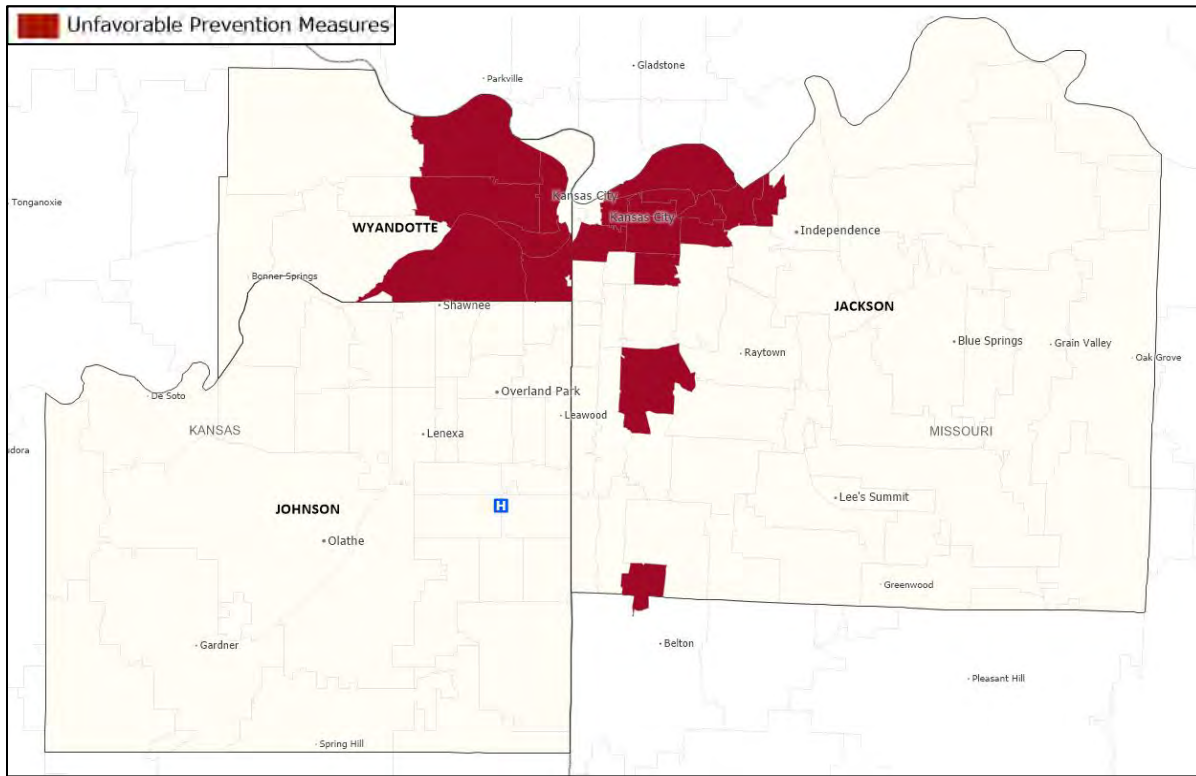 Unfavorable Prevention Measures
Gladstone
Parkville
Tonganoxie
Kansas City
Kansas City
WYANDOTTE
Independence
Bonner Springs
Shawnee
JACKSON
Blue Springs
Grain Valley
Raytown
Oak Grove
De Soto
Overland Park
Leawood
KANSAS
Lenexa
MISSOURI
udora
Lee's Summit
H
JOHNSON
Olathe
Greenwood
Gardner
Belton
Pleasant Hill
Spring Hill